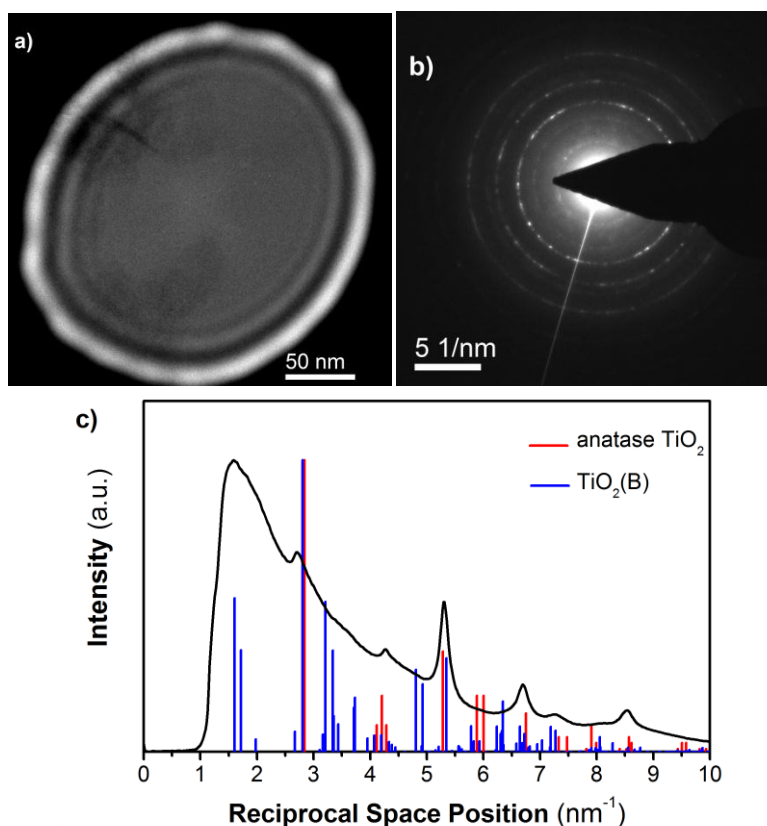 a)
50 nm
b)
5 1/nm
c)
anatase TiO₂
TiO₂(B)
Intensity (a.u.)
0 1 2 3 4 5 6 7 8 9 10
Reciprocal Space Position (nm⁻¹)